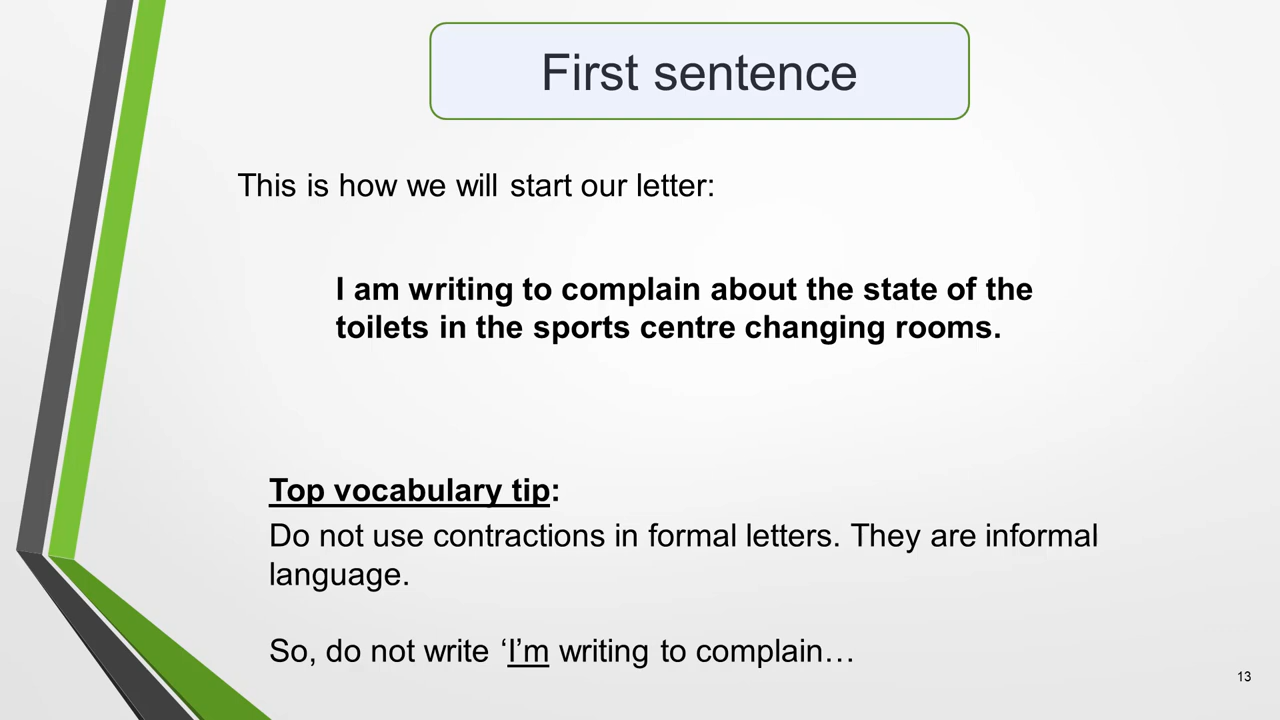 First sentence
This is how we will start our letter:
I am writing to complain about the state of the
toilets in the sports centre changing rooms.
Top vocabulary tip:
Do not use contractions in formal letters. They are informal
language.
So, do not write ‘I’m writing to complain…
13